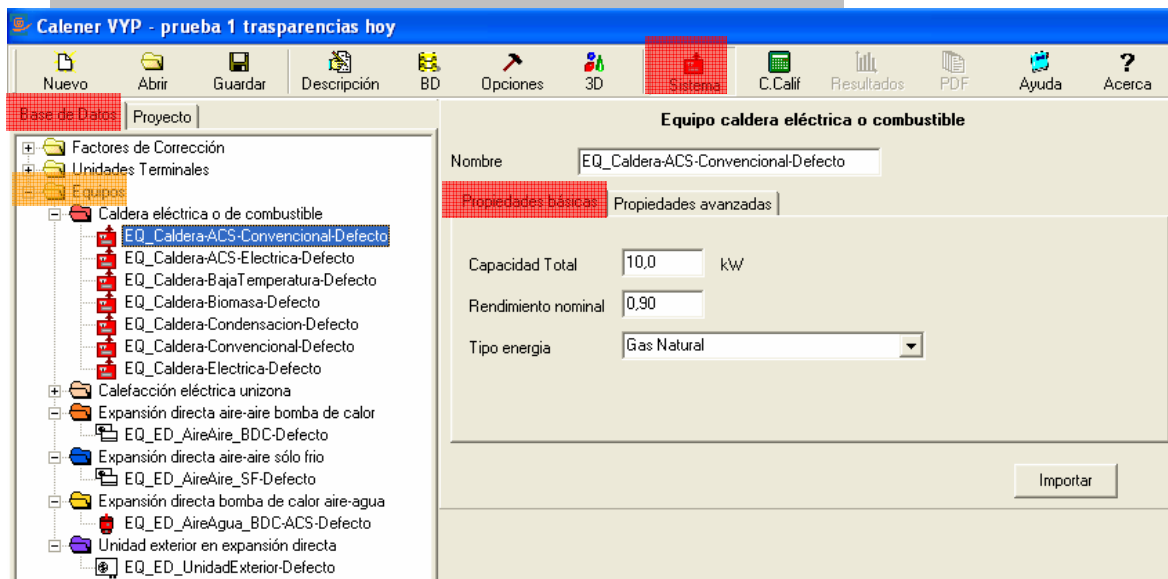 Calener VYP - prueba 1 trasparencias hoy
Nuevo Abrir Guardar Descripción BD Opciones 3D Sistema C.Calif Resultados PDF Ayuda Acerca
Base de Datos Proyecto
Factores de Corrección
Unidades Terminales
Equipos
Caldera eléctrica o de combustible
EQ_Caldera-ACS-Convencional-Defecto
EQ_Caldera-ACS-Electrica-Defecto
EQ_Caldera-BajaTemperatura-Defecto
EQ_Caldera-Biomasa-Defecto
EQ_Caldera-Condensacion-Defecto
EQ_Caldera-Convencional-Defecto
EQ_Caldera-Electrica-Defecto
Calefacción eléctrica unizona
Expansión directa aire-aire bomba de calor
EQ_ED_AireAire_BDC-Defecto
Expansión directa aire-aire sólo frio
EQ_ED_AireAire_SF-Defecto
Expansión directa bomba de calor aire-agua
EQ_ED_AireAgua_BDC-ACS-Defecto
Unidad exterior en expansión directa
EQ_ED_UnidadExterior-Defecto
Equipo caldera eléctrica o combustible
Nombre EQ_Caldera-ACS-Convencional-Defecto
Propiedades básicas Propiedades avanzadas
Capacidad Total 10,0 kW
Rendimiento nominal 0,90
Tipo energia Gas Natural
Importar